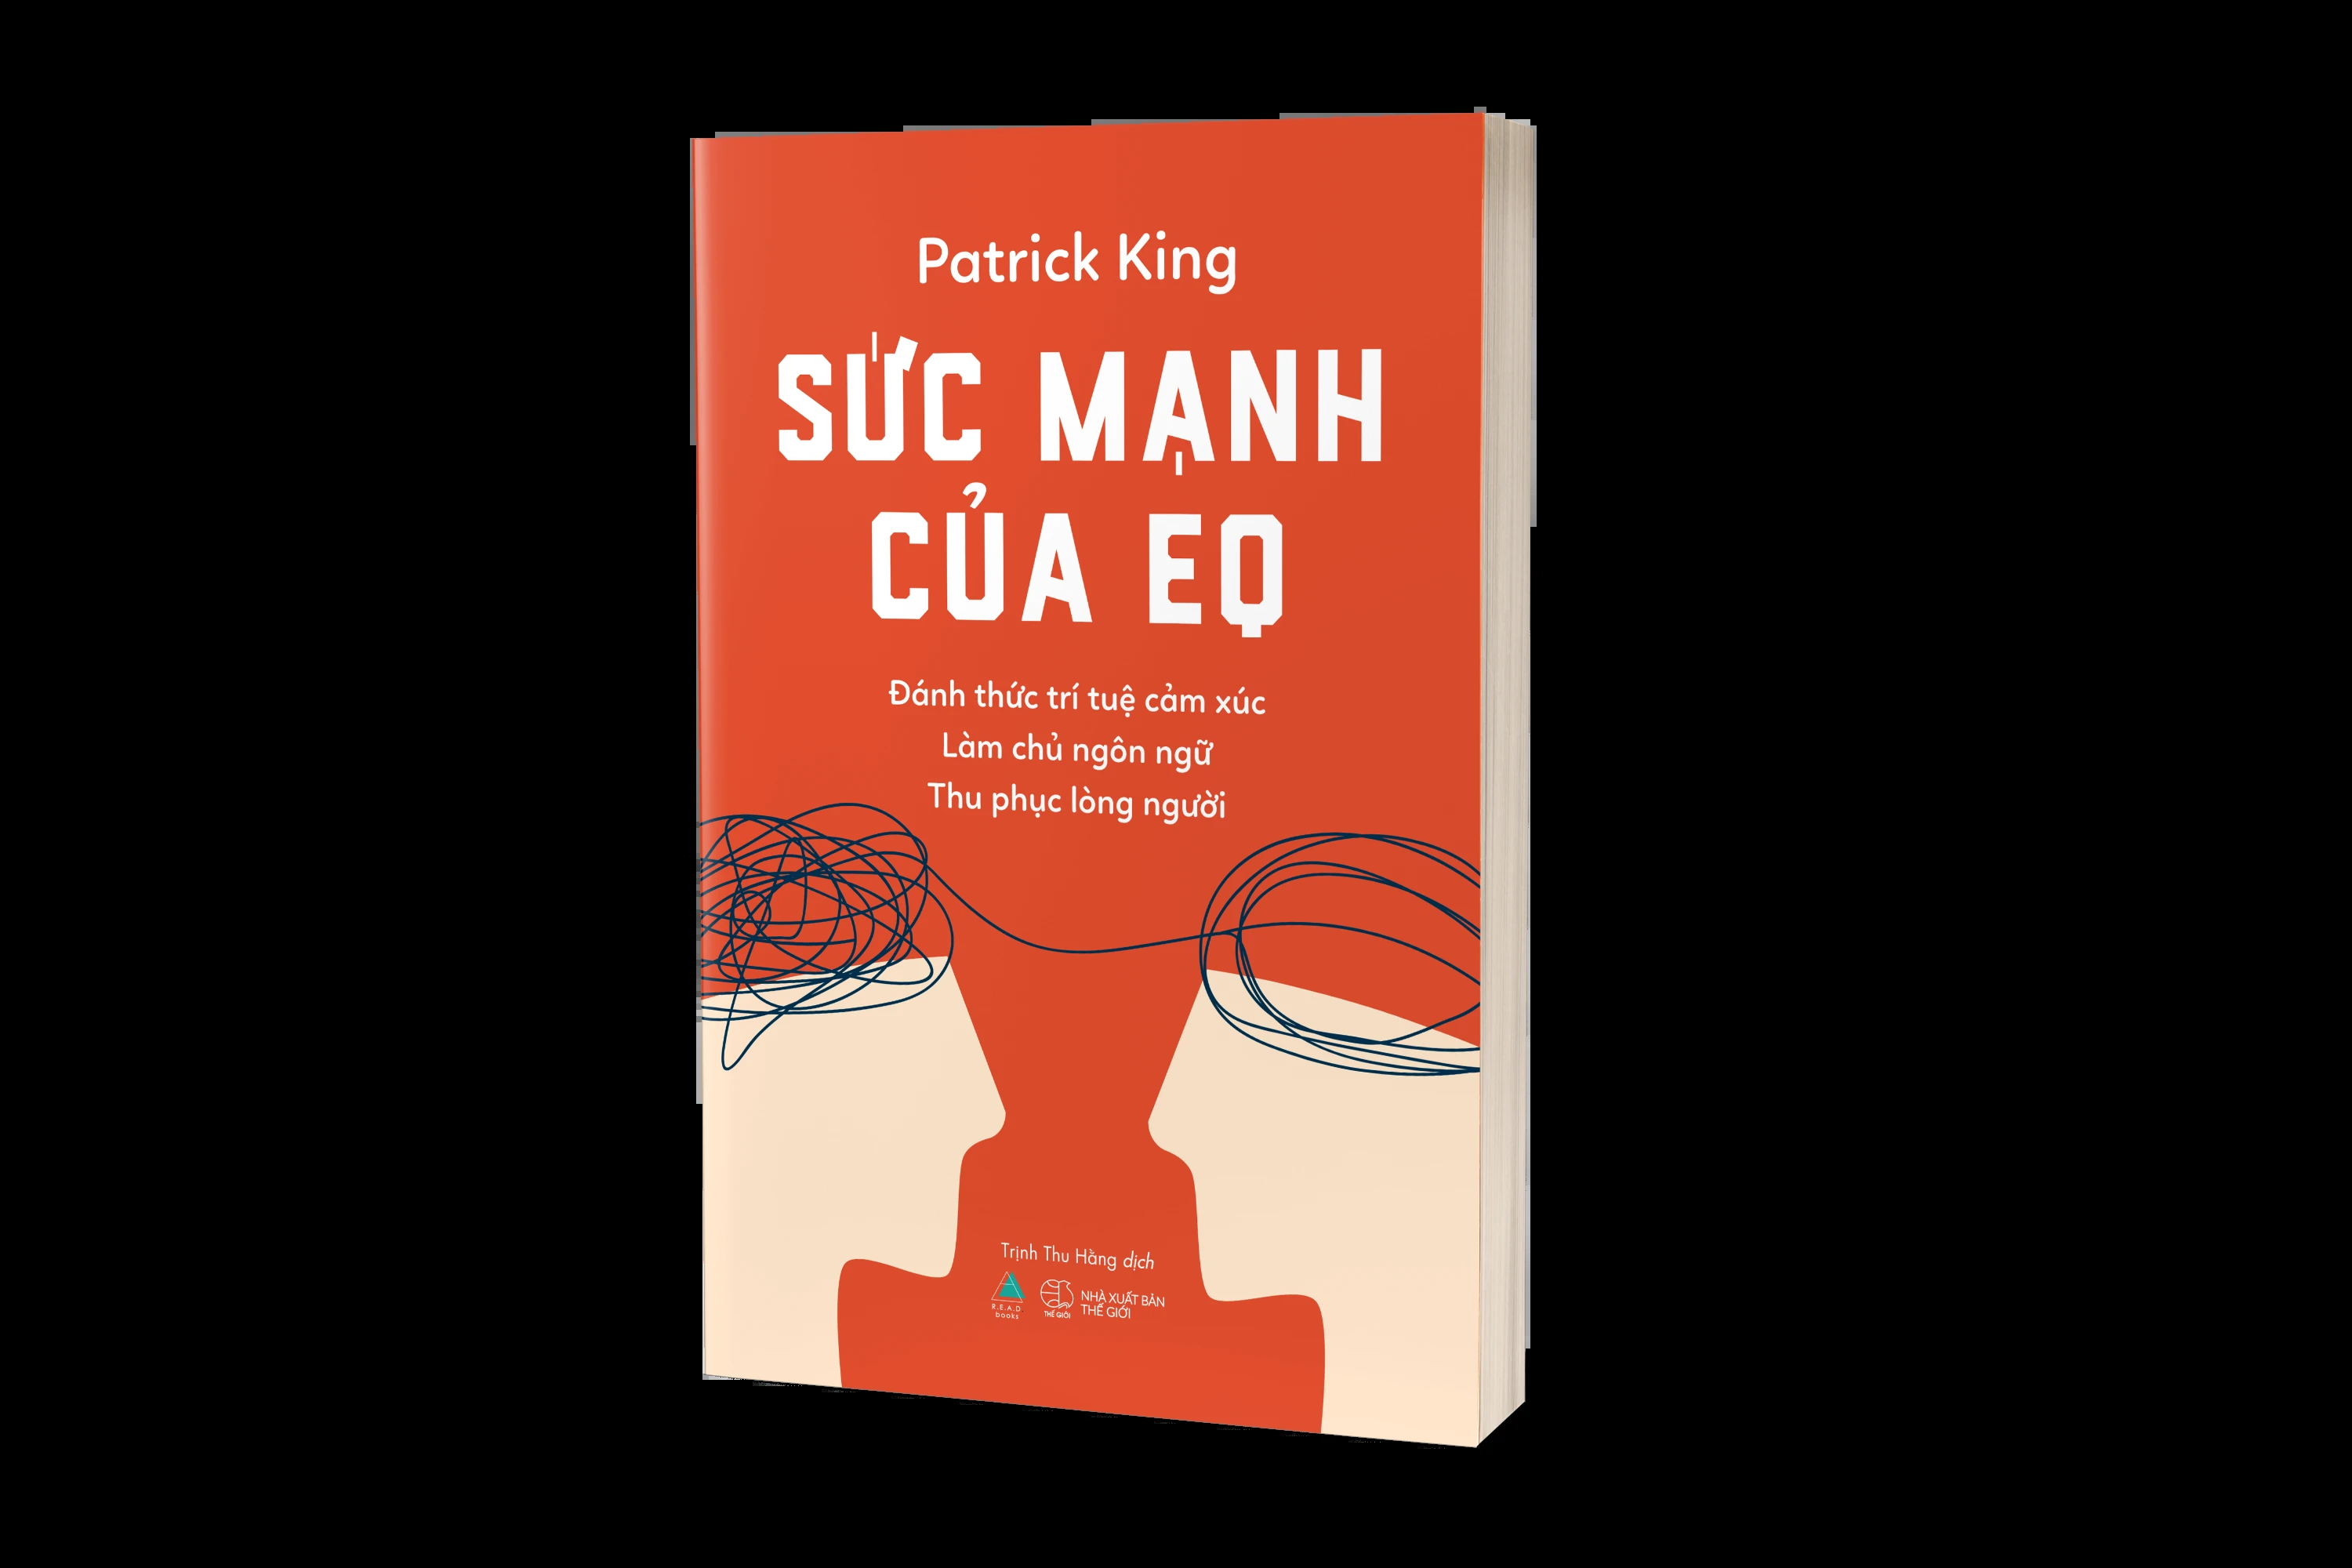 Patrick King
SỨC MẠNH
CỦA EQ
Đánh thức trí tuệ cảm xúc
Làm chủ ngôn ngữ
Thu phục lòng người
Trịnh Thu Hằng dịch
R.E.A.D
books
THẾ GIỚI
NHÀ XUẤT BẢN
THẾ GIỚI